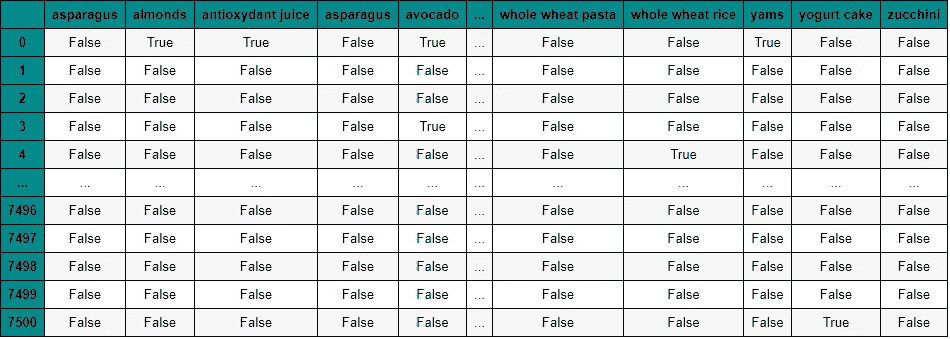 asparagus almonds antioxydant juice asparagus avocado ... whole wheat pasta whole wheat rice yams yogurt cake zucchini
0 False True True False True ... False False True False False
1 False False False False False ... False False False False False
2 False False False False False ... False False False False False
3 False False False False True ... False False False False False
4 False False False False False ... False True False False False
... ... ... ... ... ... ... ... ... ... ... ...
7496 False False False False False ... False False False False False
7497 False False False False False ... False False False False False
7498 False False False False False ... False False False False False
7499 False False False False False ... False False False False False
7500 False False False False False ... False False False True False